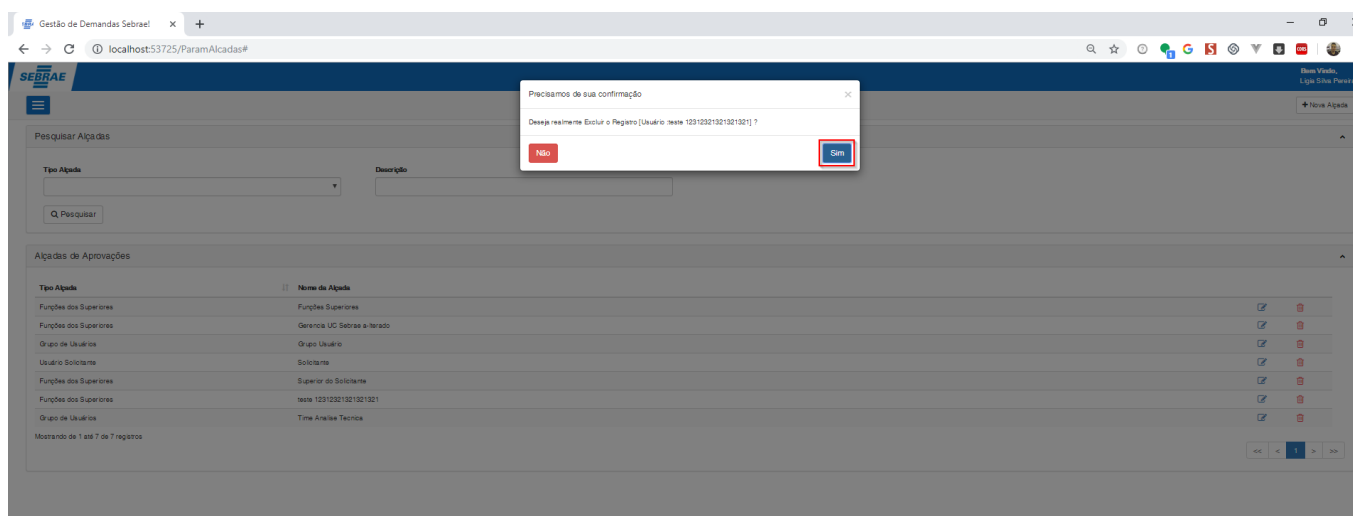 Gestão de Demandas Sebrae!
localhost:53725/ParamAlcadas#
SEBRAE
Bem Vindo,
Ligia Silva Pereir
Precisamos de sua confirmação
Deseja realmente Excluir o Registro [Usuário :teste 12312321321321321] ?
Não
Sim
+ Nova Alçada
Pesquisar Alçadas
Tipo Alçada Descrição
Pesquisar
Alçadas de Aprovações
Tipo Alçada Nome da Alçada
Funções dos Superiores Funções Superiores
Funções dos Superiores Gerencia UC Sebrae a-terado
Grupo de Usuários Grupo Usuário
Usuário Solicitante Solicitante
Funções dos Superiores Superior do Solicitante
Funções dos Superiores teste 12312321321321321
Grupo de Usuários Time Analise Tecnica
Mostrando de 1 até 7 de 7 registros
<< < 1 > >>